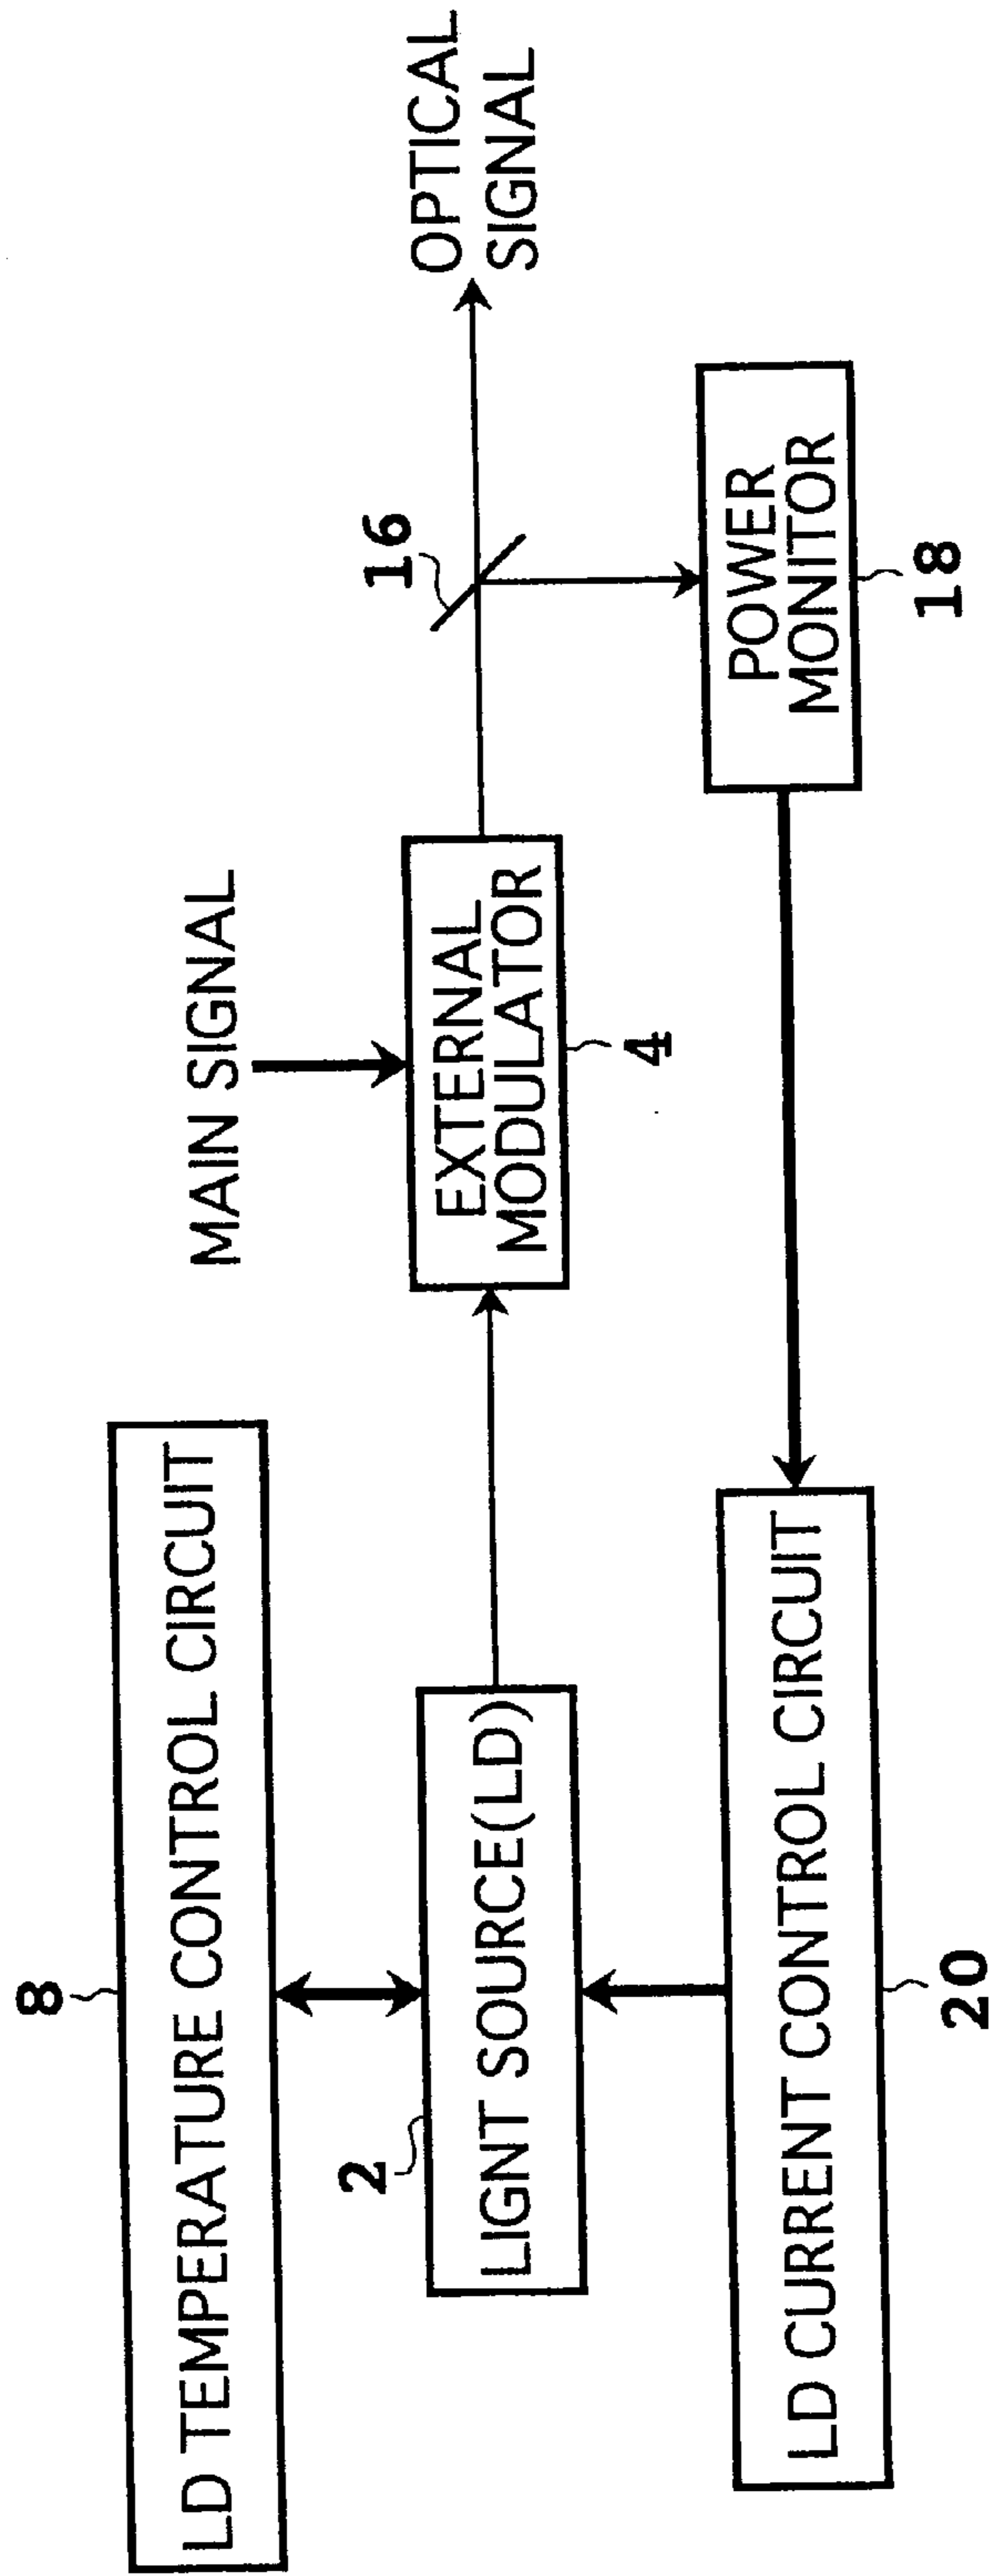 8
LD TEMPERATURE CONTROL CIRCUIT
MAIN SIGNAL
2
LIGNT SOURCE(LD)
EXTERNAL
MODULATOR
4
16
OPTICAL
SIGNAL
LD CURRENT CONTROL CIRCUIT
20
POWER
MONITOR
18